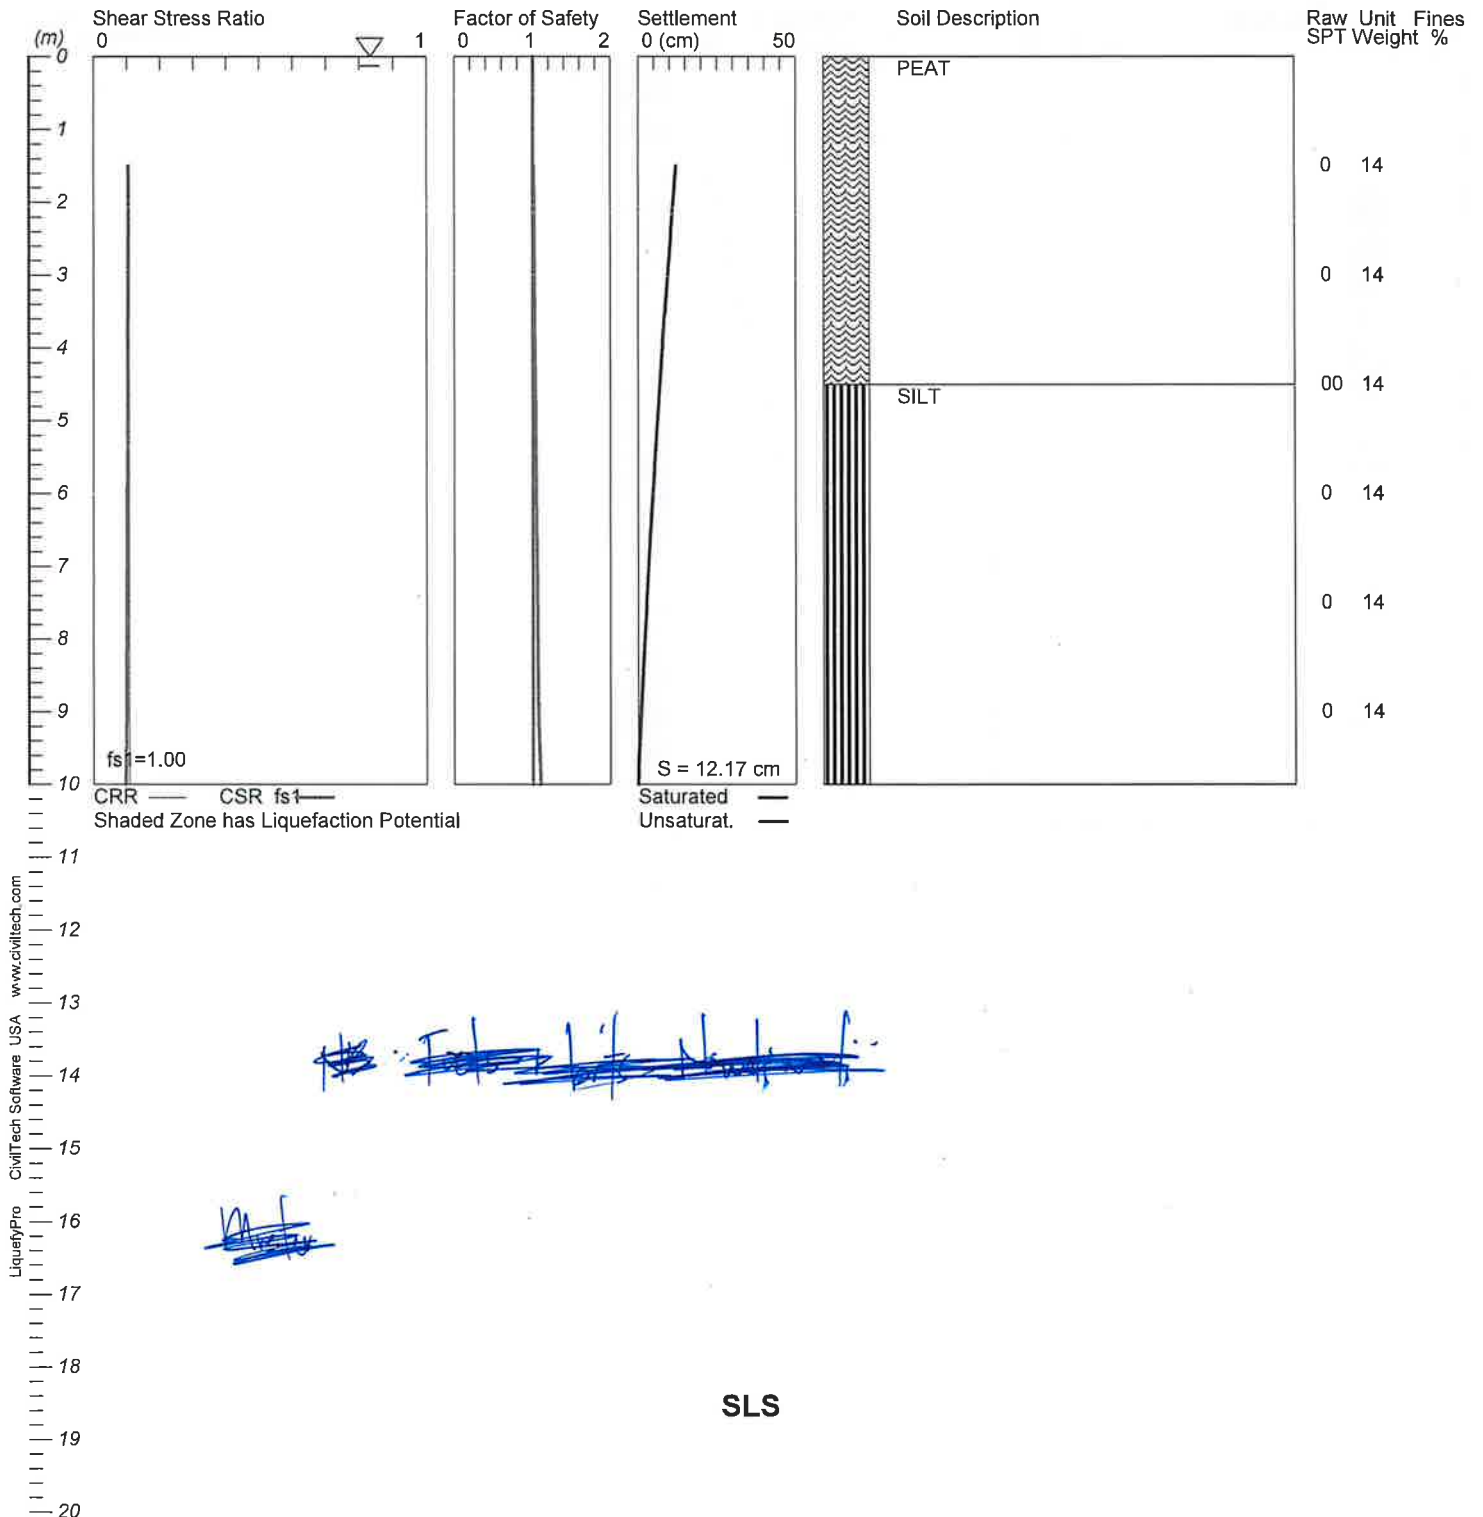 Shear Stress Ratio Factor of Safety Settlement Soil Description Raw Unit Fines
(m) 0 1 0 1 2 0 (cm) 50 SPT Weight %
0
PEAT
1
0 14
2
3 0 14
4
00 14
SILT
5
6 0 14
7
0 14
8
9 0 14
fs1=1.00 S = 12.17 cm
10
CRR CSR fs1 Saturated
Shaded Zone has Liquefaction Potential Unsaturat.
11
12
13
14
15
16
17
18
SLS
19
20
LiquefyPro CivilTech Software USA www.civiltech.com